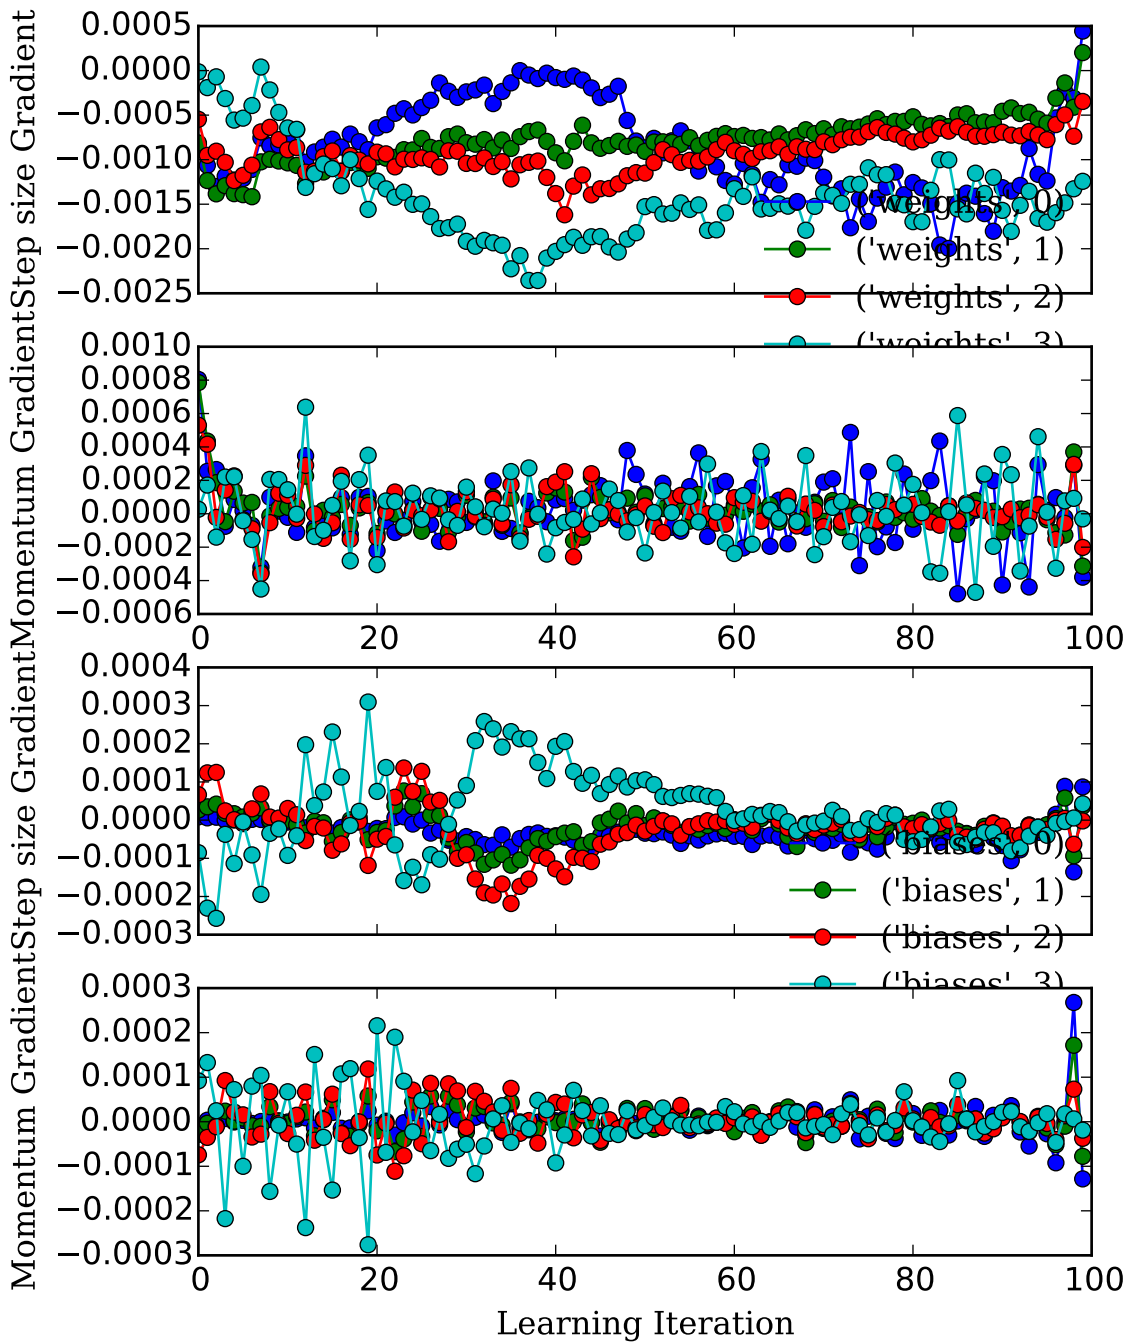 Step size Gradient
0.0005
0.0000
−0.0005
−0.0010
−0.0015
−0.0020
−0.0025
('weights', 0)
('weights', 1)
('weights', 2)
('weights', 3)
Momentum Gradient
0.0010
0.0008
0.0006
0.0004
0.0002
0.0000
−0.0002
−0.0004
−0.0006
0 20 40 60 80 100
Step size Gradient
0.0004
0.0003
0.0002
0.0001
0.0000
−0.0001
−0.0002
−0.0003
('biases', 0)
('biases', 1)
('biases', 2)
('biases', 3)
Momentum Gradient
0.0003
0.0002
0.0001
0.0000
−0.0001
−0.0002
−0.0003
0 20 40 60 80 100
Learning Iteration